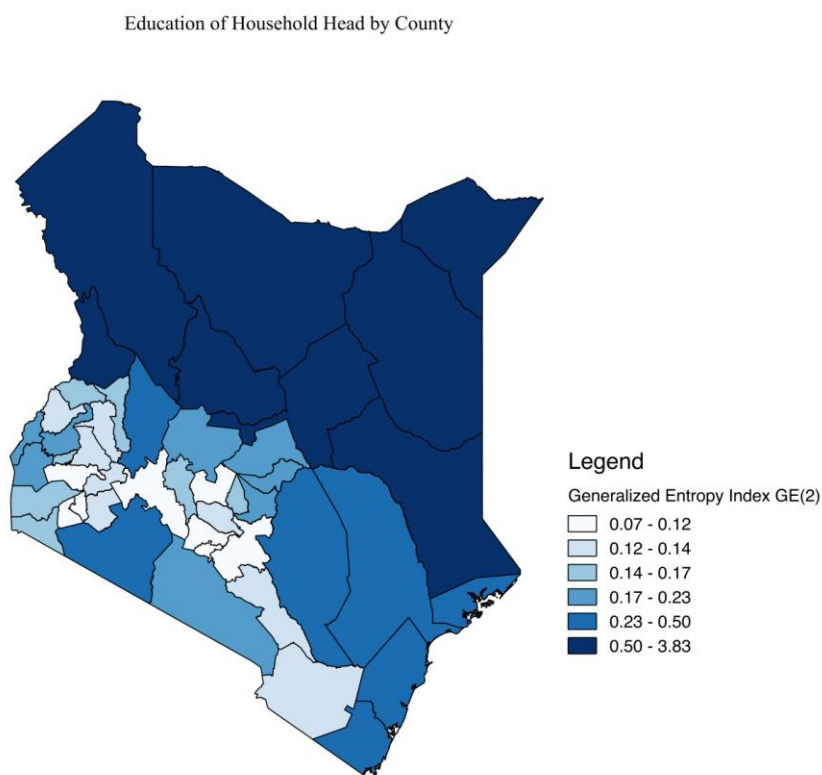 Education of Household Head by County
Legend
Generalized Entropy Index GE(2)
0.07 - 0.12
0.12 - 0.14
0.14 - 0.17
0.17 - 0.23
0.23 - 0.50
0.50 - 3.83